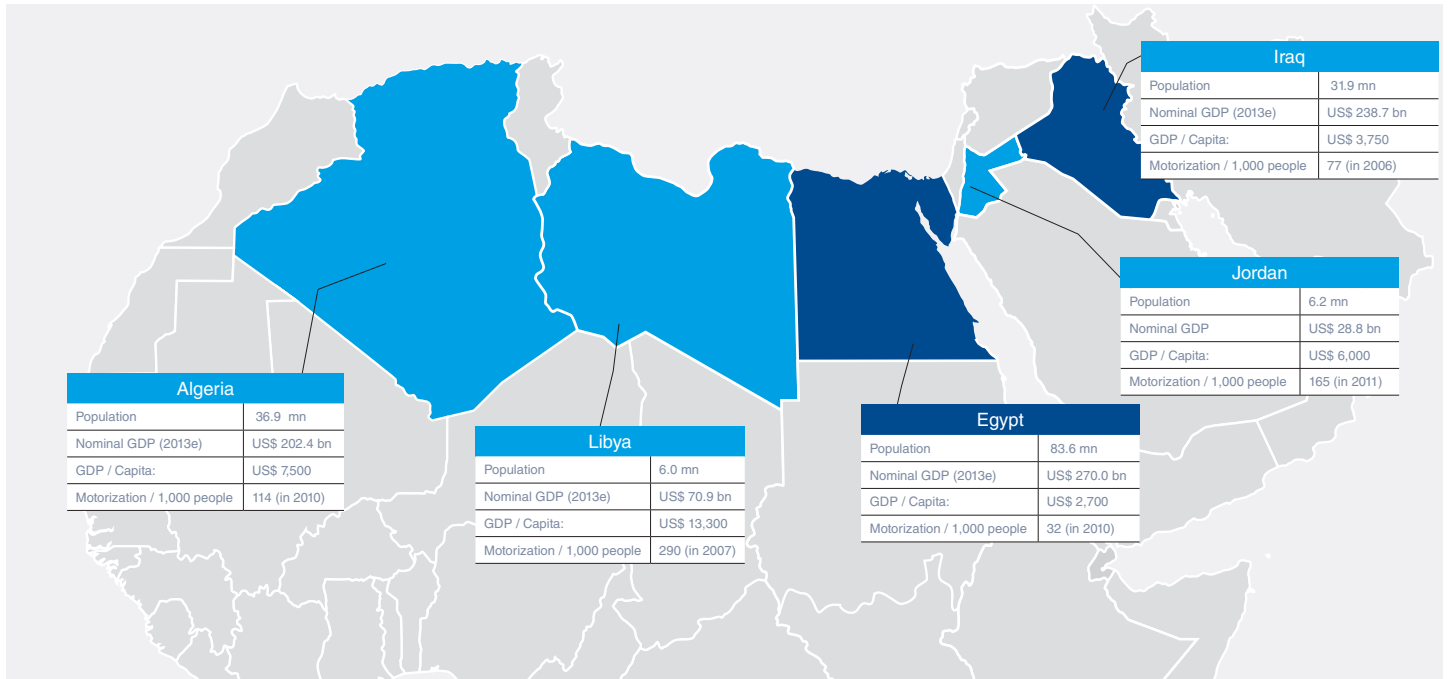 Iraq
Population 31.9 mn
Nominal GDP (2013e) US$ 238.7 bn
GDP / Capita: US$ 3,750
Motorization / 1,000 people 77 (in 2006)
Jordan
Population 6.2 mn
Nominal GDP US$ 28.8 bn
GDP / Capita: US$ 6,000
Motorization / 1,000 people 165 (in 2011)
Algeria
Population 36.9 mn
Nominal GDP (2013e) US$ 202.4 bn
GDP / Capita: US$ 7,500
Motorization / 1,000 people 114 (in 2010)
Libya
Population 6.0 mn
Nominal GDP (2013e) US$ 70.9 bn
GDP / Capita: US$ 13,300
Motorization / 1,000 people 290 (in 2007)
Egypt
Population 83.6 mn
Nominal GDP (2013e) US$ 270.0 bn
GDP / Capita: US$ 2,700
Motorization / 1,000 people 32 (in 2010)